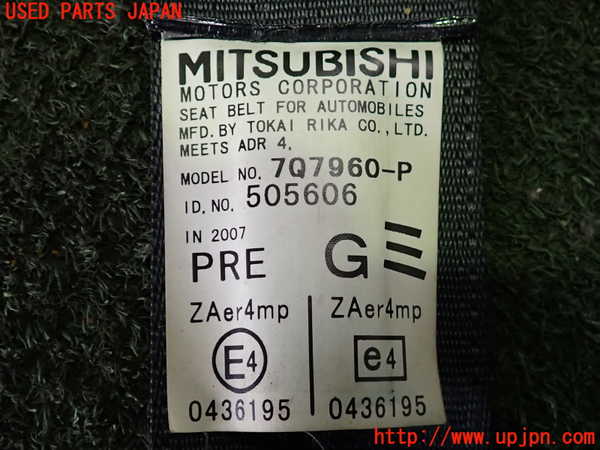 USED PARTS JAPAN
MITSUBISHI
MOTORS CORPORATION
SEAT BELT FOR AUTOMOBILES
MFD. BY TOKAI RIKA CO., LTD.
MEETS ADR 4.
MODEL NO. 7Q7960-P
I.D. NO. 505606
IN 2007
PRE G
ZAer4mp ZAer4mp
E4 e4
0436195 0436195
http://www.upjpn.com